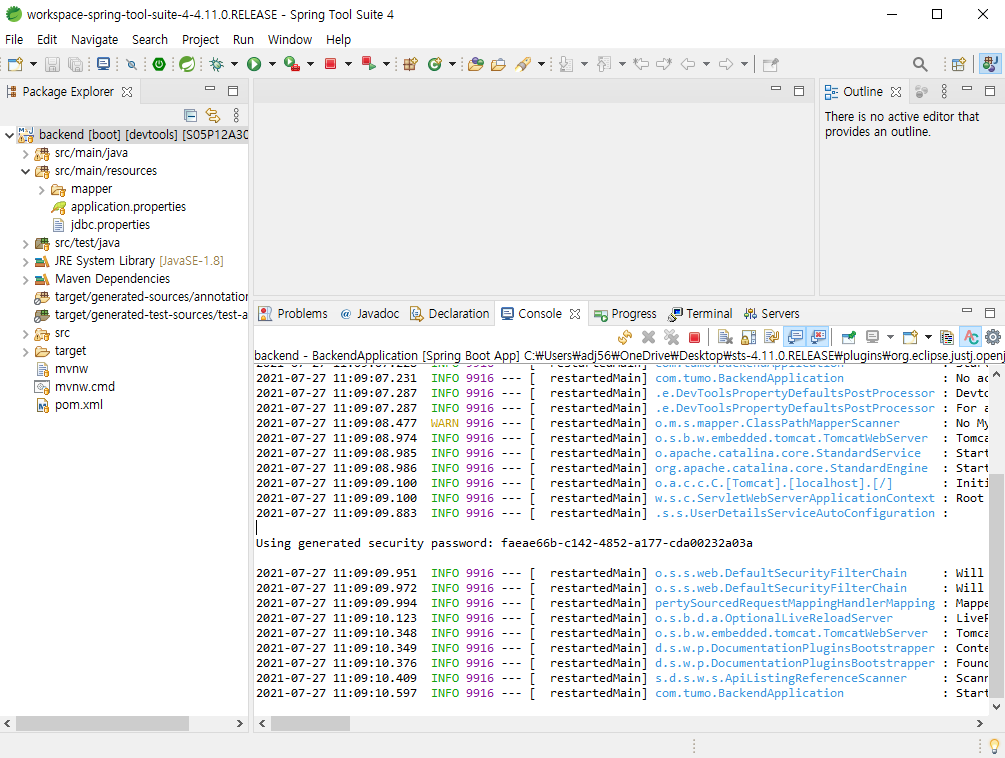 workspace-spring-tool-suite-4-4.11.0.RELEASE - Spring Tool Suite 4
File Edit Navigate Search Project Run Window Help
Package Explorer
backend [boot] [devtools] [S05P12A30
src/main/java
src/main/resources
mapper
application.properties
jdbc.properties
src/test/java
JRE System Library [JavaSE-1.8]
Maven Dependencies
target/generated-sources/annotation
target/generated-test-sources/test-a
src
target
mvnw
mvnw.cmd
pom.xml
Outline
There is no active editor that
provides an outline.
Problems @ Javadoc Declaration Console Progress Terminal Servers
backend - BackendApplication [Spring Boot App] C:₩Users₩adj56₩OneDrive₩Desktop₩sts-4.11.0.RELEASE₩plugins₩org.eclipse.justj.openj
2021-07-27 11:09:07.231 INFO 9916 --- [ restartedMain] com.tumo.BackendApplication : No ac
2021-07-27 11:09:07.287 INFO 9916 --- [ restartedMain] .e.DevToolsPropertyDefaultsPostProcessor : Devto
2021-07-27 11:09:07.287 INFO 9916 --- [ restartedMain] .e.DevToolsPropertyDefaultsPostProcessor : For a
2021-07-27 11:09:08.477 WARN 9916 --- [ restartedMain] o.m.s.mapper.ClassPathMapperScanner : No My
2021-07-27 11:09:08.974 INFO 9916 --- [ restartedMain] o.s.b.w.embedded.tomcat.TomcatWebServer : Tomca
2021-07-27 11:09:08.985 INFO 9916 --- [ restartedMain] o.apache.catalina.core.StandardService : Start
2021-07-27 11:09:08.986 INFO 9916 --- [ restartedMain] org.apache.catalina.core.StandardEngine : Start
2021-07-27 11:09:09.100 INFO 9916 --- [ restartedMain] o.a.c.c.C.[Tomcat].[localhost].[/] : Initi
2021-07-27 11:09:09.100 INFO 9916 --- [ restartedMain] w.s.c.ServletWebServerApplicationContext : Root
2021-07-27 11:09:09.883 INFO 9916 --- [ restartedMain] .s.s.UserDetailsServiceAutoConfiguration :
Using generated security password: faeae66b-c142-4852-a177-cda00232a03a
2021-07-27 11:09:09.951 INFO 9916 --- [ restartedMain] o.s.s.web.DefaultSecurityFilterChain : Will
2021-07-27 11:09:09.972 INFO 9916 --- [ restartedMain] o.s.s.web.DefaultSecurityFilterChain : Will
2021-07-27 11:09:09.994 INFO 9916 --- [ restartedMain] pertySourcedRequestMappingHandlerMapping : Mappe
2021-07-27 11:09:10.123 INFO 9916 --- [ restartedMain] o.s.b.d.a.OptionalLiveReloadServer : LiveR
2021-07-27 11:09:10.348 INFO 9916 --- [ restartedMain] o.s.b.w.embedded.tomcat.TomcatWebServer : Tomca
2021-07-27 11:09:10.349 INFO 9916 --- [ restartedMain] d.s.w.p.DocumentationPluginsBootstrapper : Conte
2021-07-27 11:09:10.376 INFO 9916 --- [ restartedMain] d.s.w.p.DocumentationPluginsBootstrapper : Found
2021-07-27 11:09:10.409 INFO 9916 --- [ restartedMain] s.d.s.w.s.ApiListingReferenceScanner : Scann
2021-07-27 11:09:10.597 INFO 9916 --- [ restartedMain] com.tumo.BackendApplication : Start